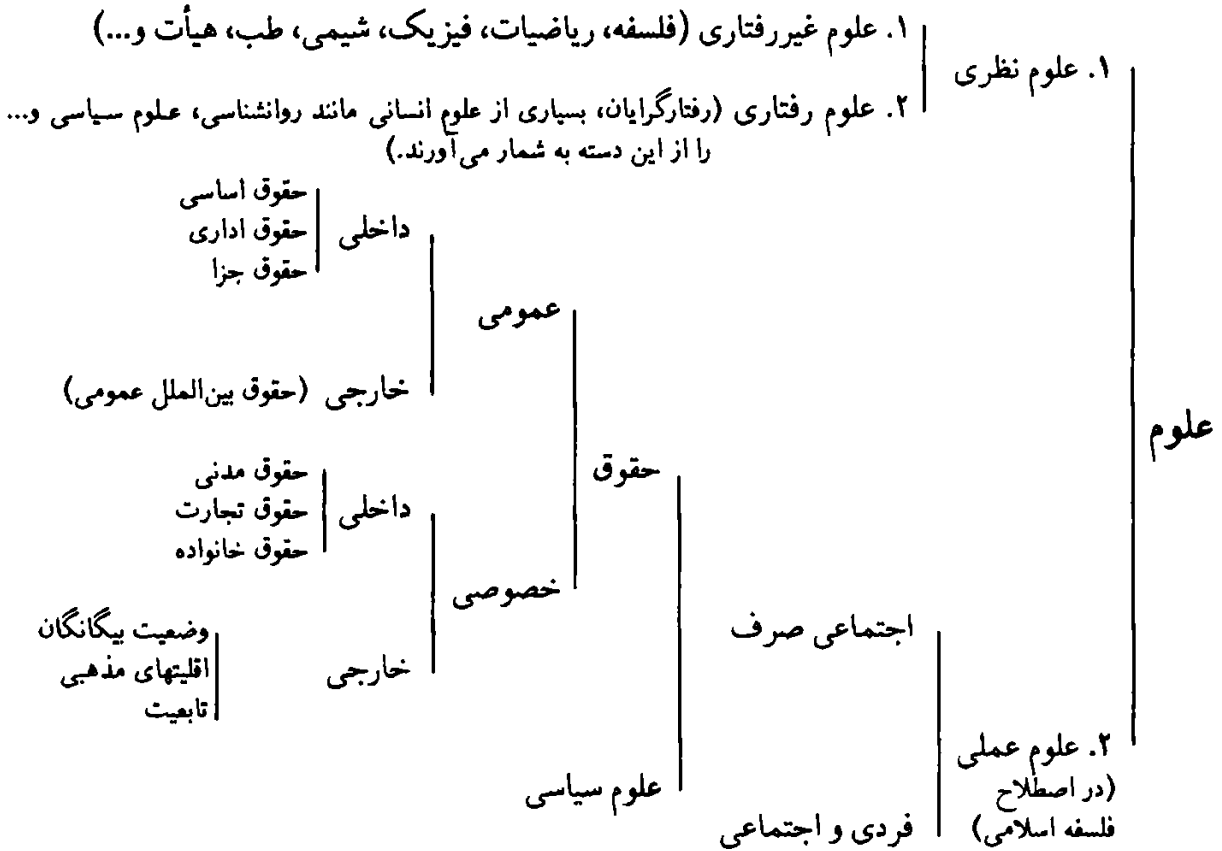 علوم
۱. علوم نظری
۱. علوم غیررفتاری (فلسفه، ریاضیات، فیزیک، شیمی، طب، هیأت و...)
۲. علوم رفتاری (رفتارگرایان، بسیاری از علوم انسانی مانند روانشناسی، علوم سیاسی و...
را از این دسته به شمار می‌آورند.)
۲. علوم عملی
(در اصطلاح
فلسفه اسلامی)
اجتماعی صرف
حقوق
عمومی
داخلی
حقوق اساسی
حقوق اداری
حقوق جزا
خارجی (حقوق بین‌الملل عمومی)
خصوصی
داخلی
حقوق مدنی
حقوق تجارت
حقوق خانواده
خارجی
وضعیت بیگانگان
اقلیتهای مذهبی
تابعیت
علوم سیاسی
فردی و اجتماعی